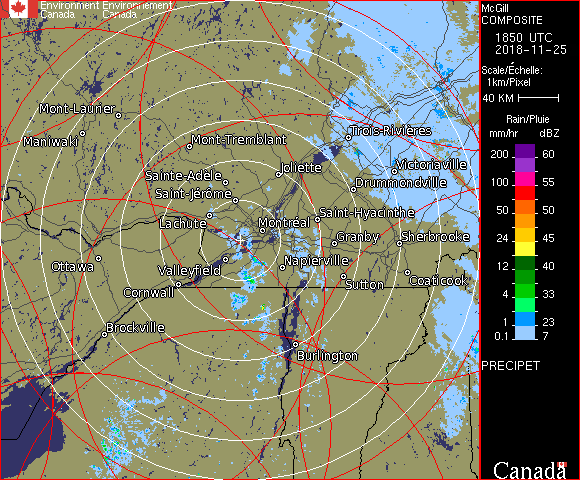 Environment Environnement
Canada Canada
McGill
COMPOSITE
1850 UTC
2018-11-25
Scale/Échelle:
1km/Pixel
40 KM
Rain/Pluie
mm/hr dBZ
200 60
100 55
50 50
24 45
12 40
4 33
1 23
0.1 7
PRECIPET
Canada
Mont-Laurier
Maniwaki
Mont-Tremblant
Trois-Rivières
Joliette
Victoriaville
Sainte-Adèle
Drummondville
Saint-Jérôme
Lachute
Saint-Hyacinthe
Montréal
Granby
Sherbrooke
Ottawa
Valleyfield
Napierville
Cornwall
Sutton
Coaticook
Brockville
Burlington